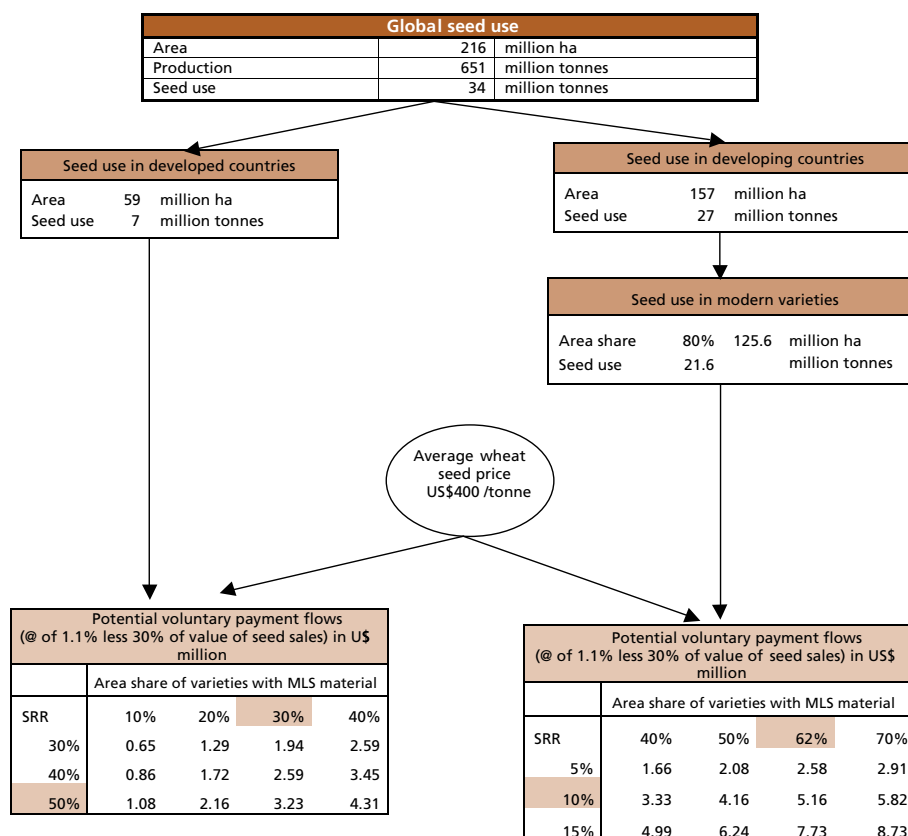 Global seed use
Area 216 million ha
Production 651 million tonnes
Seed use 34 million tonnes
Seed use in developed countries
Area 59 million ha
Seed use 7 million tonnes
Seed use in developing countries
Area 157 million ha
Seed use 27 million tonnes
Seed use in modern varieties
Area share 80% 125.6 million ha
Seed use 21.6 million tonnes
Average wheat
seed price
US$400 /tonne
Potential voluntary payment flows
(@ of 1.1% less 30% of value of seed sales) in U$
million
Area share of varieties with MLS material
SRR 10% 20% 30% 40%
30% 0.65 1.29 1.94 2.59
40% 0.86 1.72 2.59 3.45
50% 1.08 2.16 3.23 4.31
Potential voluntary payment flows
(@ of 1.1% less 30% of value of seed sales) in US$
million
Area share of varieties with MLS material
SRR 40% 50% 62% 70%
5% 1.66 2.08 2.58 2.91
10% 3.33 4.16 5.16 5.82
15% 4.99 6.24 7.73 8.73